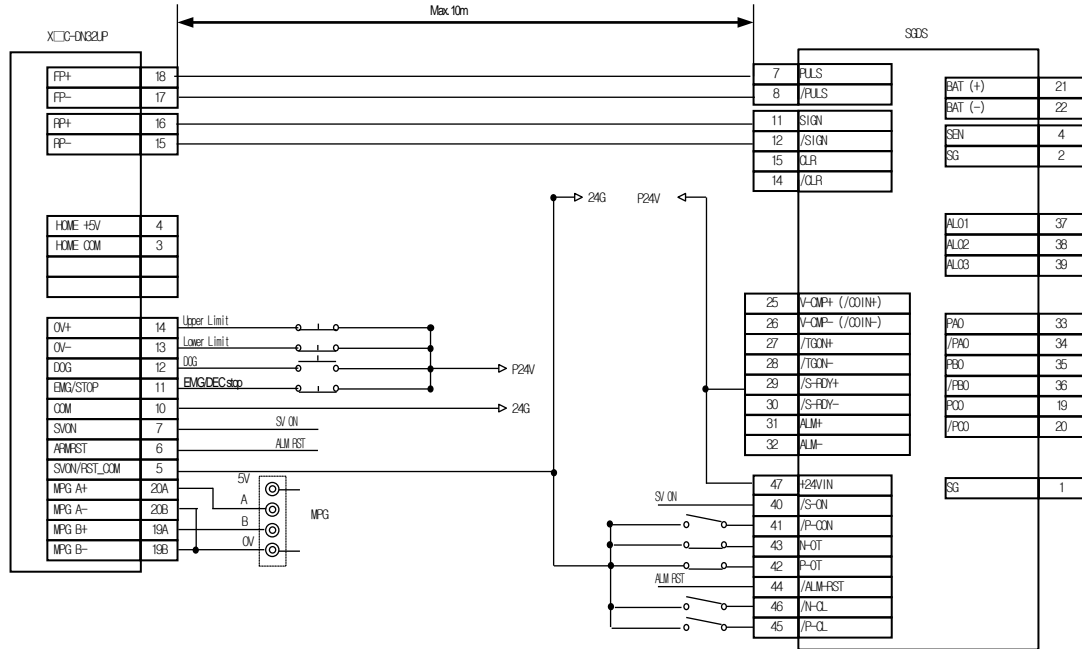 Max. 10m
X□C-DN32UP
SGDS
FP+ 18
FP- 17
RP+ 16
RP- 15
HOME +5V 4
HOME COM 3
OV+ 14
OV- 13
DOG 12
EMG/STOP 11
COM 10
SVON 7
ARMRST 6
SVON/RST_COM 5
MPG A+ 20A
MPG A- 20B
MPG B+ 19A
MPG B- 19B
Upper Limit
Lower Limit
DOG
EMG/DEC stop
SV ON
ALM RST
P24V
24G
5V
A
B
0V
MPG
24G
P24V
7 PULS
8 /PULS
11 SIGN
12 /SIGN
15 CLR
14 /CLR
25 V-CMP+ (/COIN+)
26 V-CMP- (/COIN-)
27 /TGON+
28 /TGON-
29 /S-RDY+
30 /S-RDY-
31 ALM+
32 ALM-
47 +24VIN
40 /S-ON
41 /P-CON
43 N-OT
42 P-OT
44 /ALM-RST
46 /N-CL
45 /P-CL
SV ON
ALM RST
BAT (+) 21
BAT (-) 22
SEN 4
SG 2
ALO1 37
ALO2 38
ALO3 39
PAO 33
/PAO 34
PBO 35
/PBO 36
PCO 19
/PCO 20
SG 1